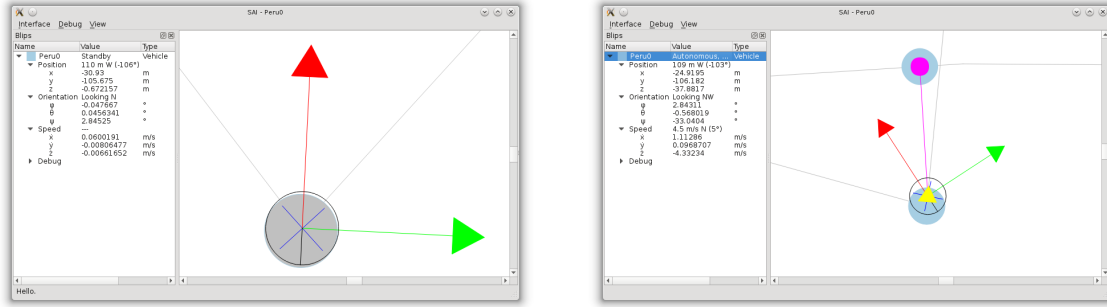 SAI - Peru0
Interface Debug View
Blips
Name Value Type
Peru0 Standby Vehicle
Position 110 m W (-106°)
x -30.93 m
y -105.675 m
z -0.672157 m
Orientation Looking N
φ -0.047667 °
θ 0.0456341 °
ψ 2.84525 °
Speed ---
ẋ 0.0600191 m/s
ẏ -0.00806477 m/s
ż -0.00661652 m/s
Debug
Hello.
SAI - Peru0
Interface Debug View
Blips
Name Value Type
Peru0 Autonomous, ... Vehicle
Position 109 m W (-103°)
x -24.9195 m
y -106.182 m
z -37.8817 m
Orientation Looking NW
φ 2.84311 °
θ -0.568019 °
ψ -33.0404 °
Speed 4.5 m/s N (5°)
ẋ 1.11286 m/s
ẏ 0.0968707 m/s
ż -4.33234 m/s
Debug